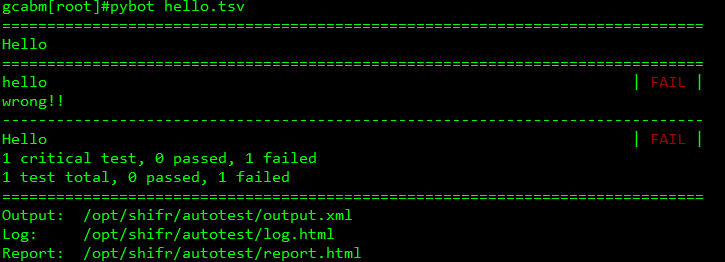 gcabm[root]#pybot hello.tsv
==============================================================================
Hello
==============================================================================
hello | FAIL |
wrong!!
------------------------------------------------------------------------------
Hello | FAIL |
1 critical test, 0 passed, 1 failed
1 test total, 0 passed, 1 failed
==============================================================================
Output:  /opt/shifr/autotest/output.xml
Log:     /opt/shifr/autotest/log.html
Report:  /opt/shifr/autotest/report.html